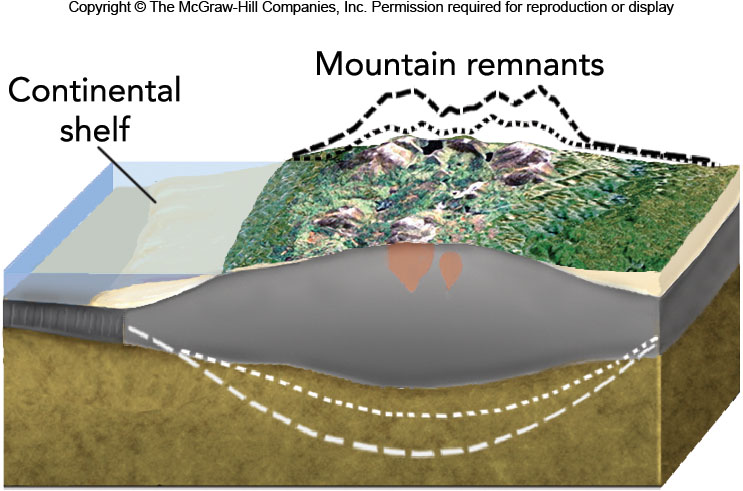 Copyright © The McGraw-Hill Companies, Inc. Permission required for reproduction or display
Mountain remnants
Continental
shelf